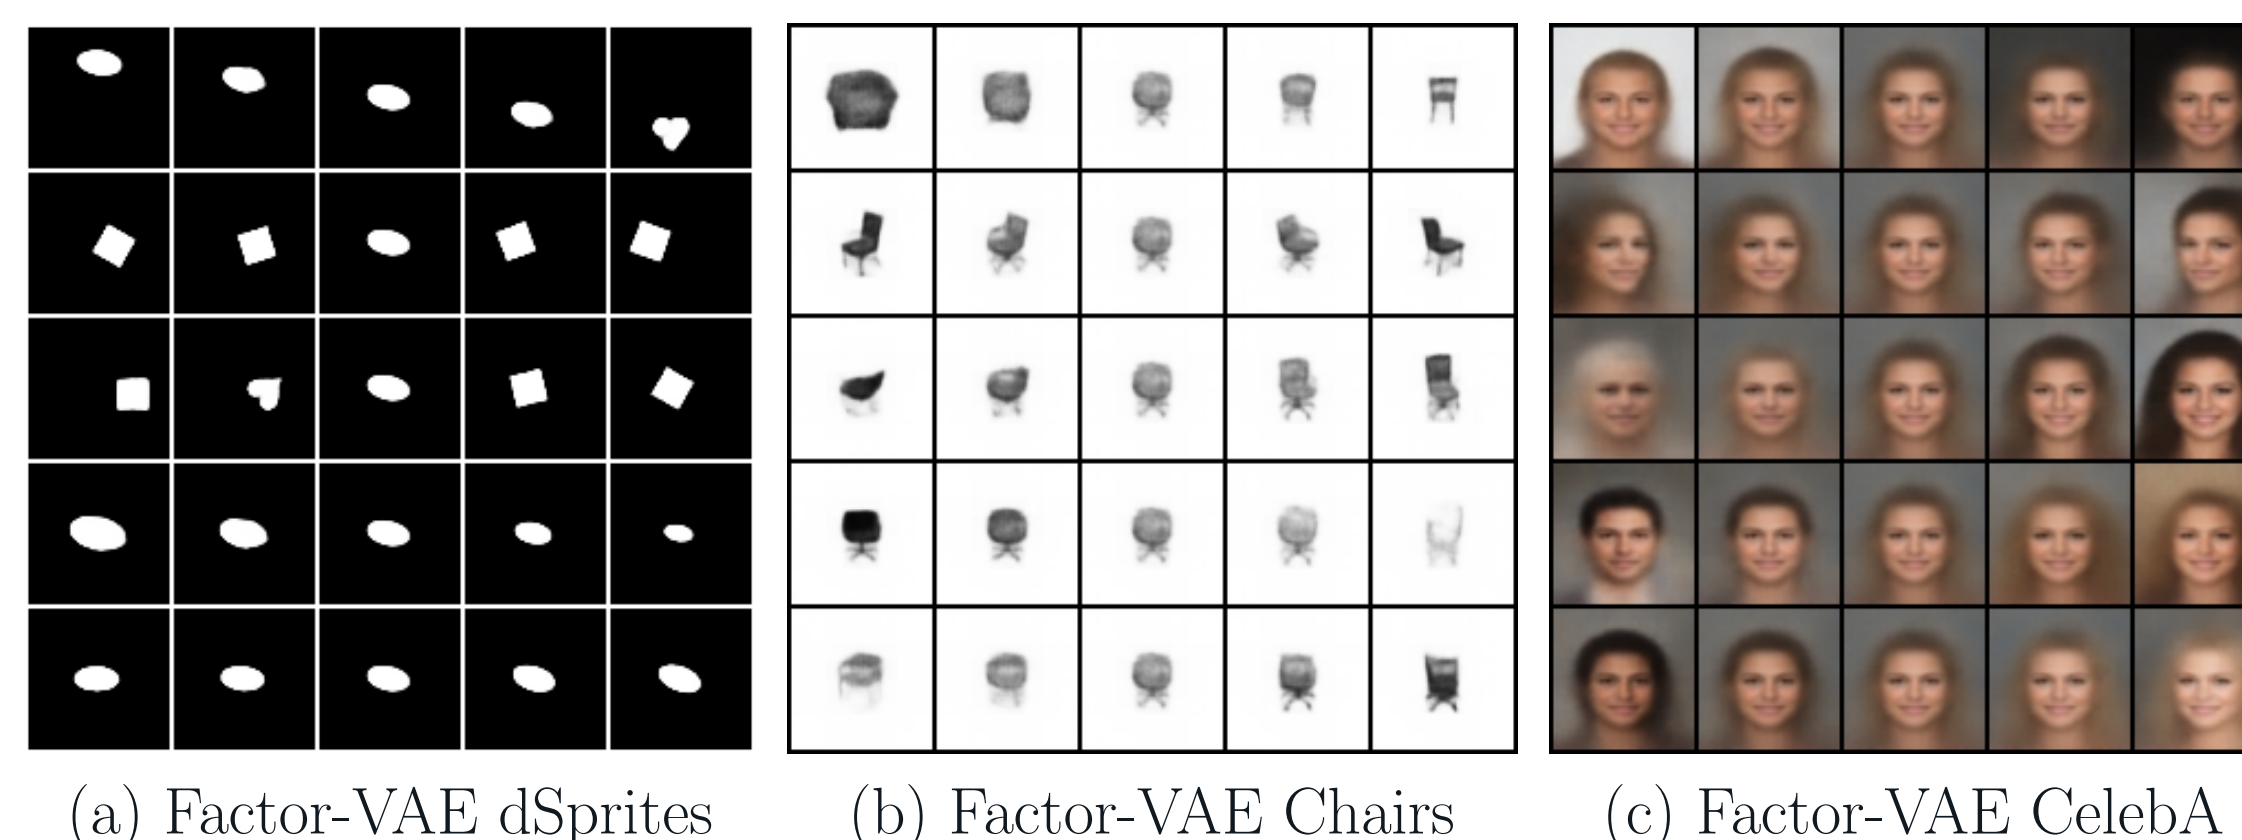 (a) Factor-VAE dSprites
(b) Factor-VAE Chairs
(c) Factor-VAE CelebA